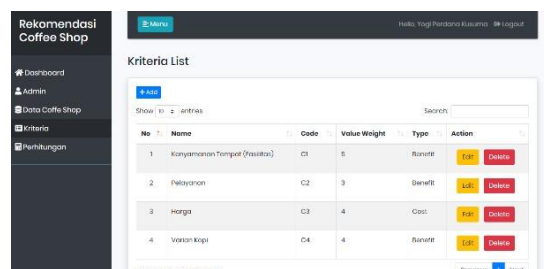 Rekomendasi
Coffee Shop
Menu
Hello, Yogi Perdana Kusuma Logout
Kriteria List
Dashboard
Admin
Data Coffe Shop
Kriteria
Perhitungan
+Add
Show 10 entries
Search:
No Name Code Value Weight Type Action
1 Kenyamanan Tempat (Fasilitas) C1 5 Benefit Edit Delete
2 Pelayanan C2 3 Benefit Edit Delete
3 Harga C3 4 Cost Edit Delete
4 Varian Kopi C4 4 Benefit Edit Delete
Previous 1 Next